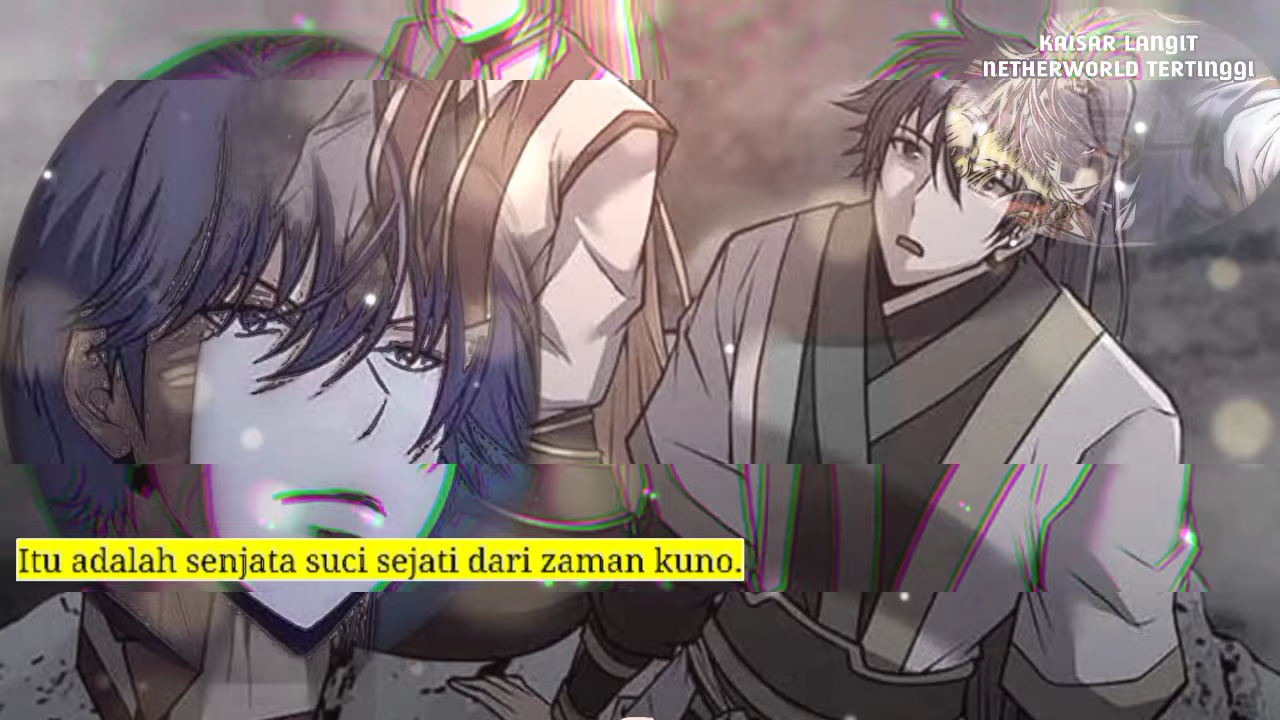 KAISAR LANGIT
NETHERWORLD TERTINGGI
Itu adalah senjata suci sejati dari zaman kuno.